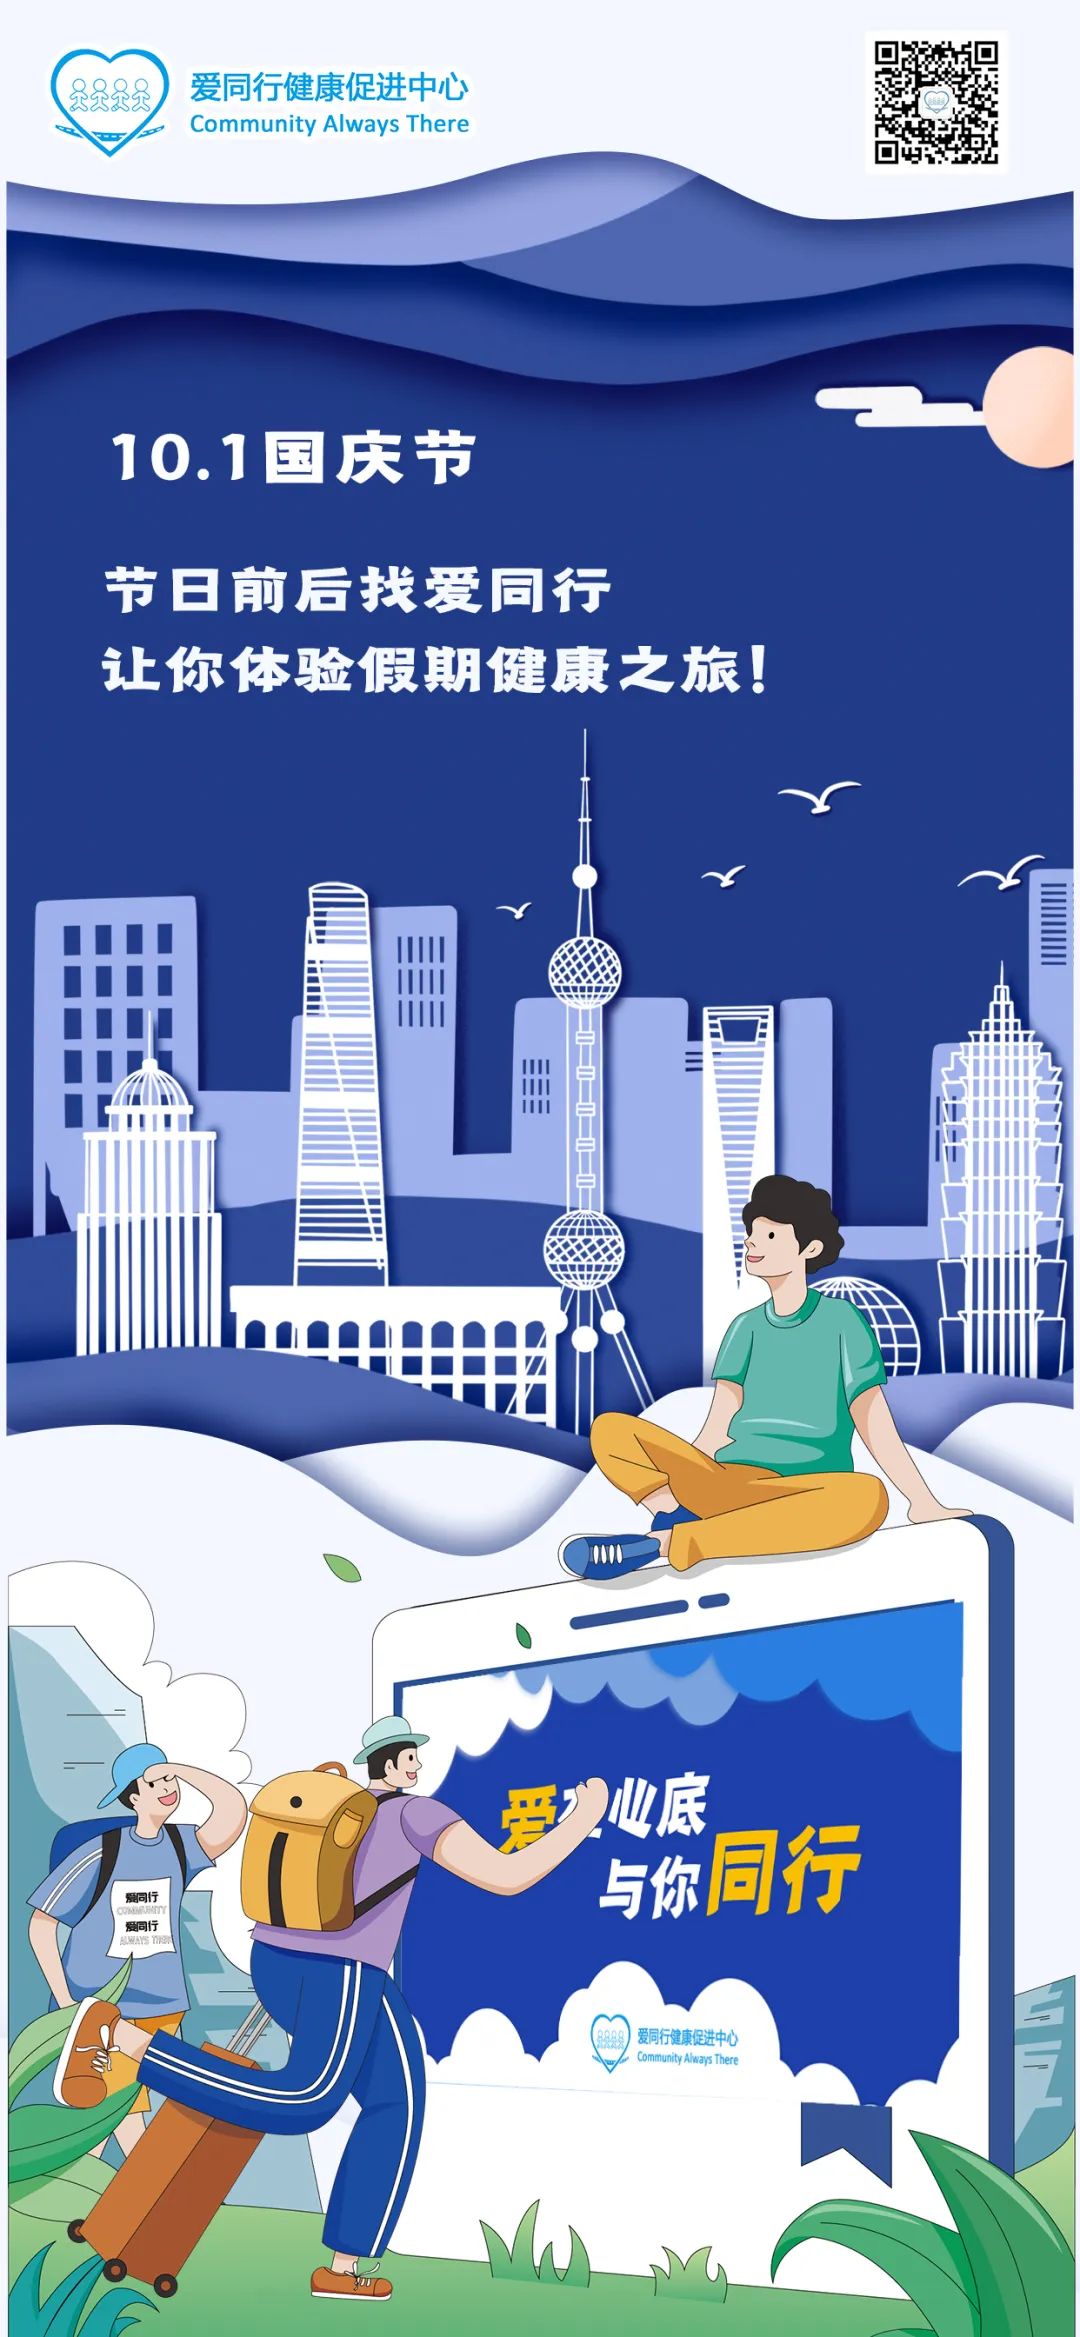 爱同行健康促进中心
Community Always There
10.1国庆节
节日前后找爱同行
让你体验假期健康之旅!
爱在心底
与你同行
爱同行
COMMUNITY
爱同行
ALWAYS THERE
爱同行健康促进中心
Community Always There